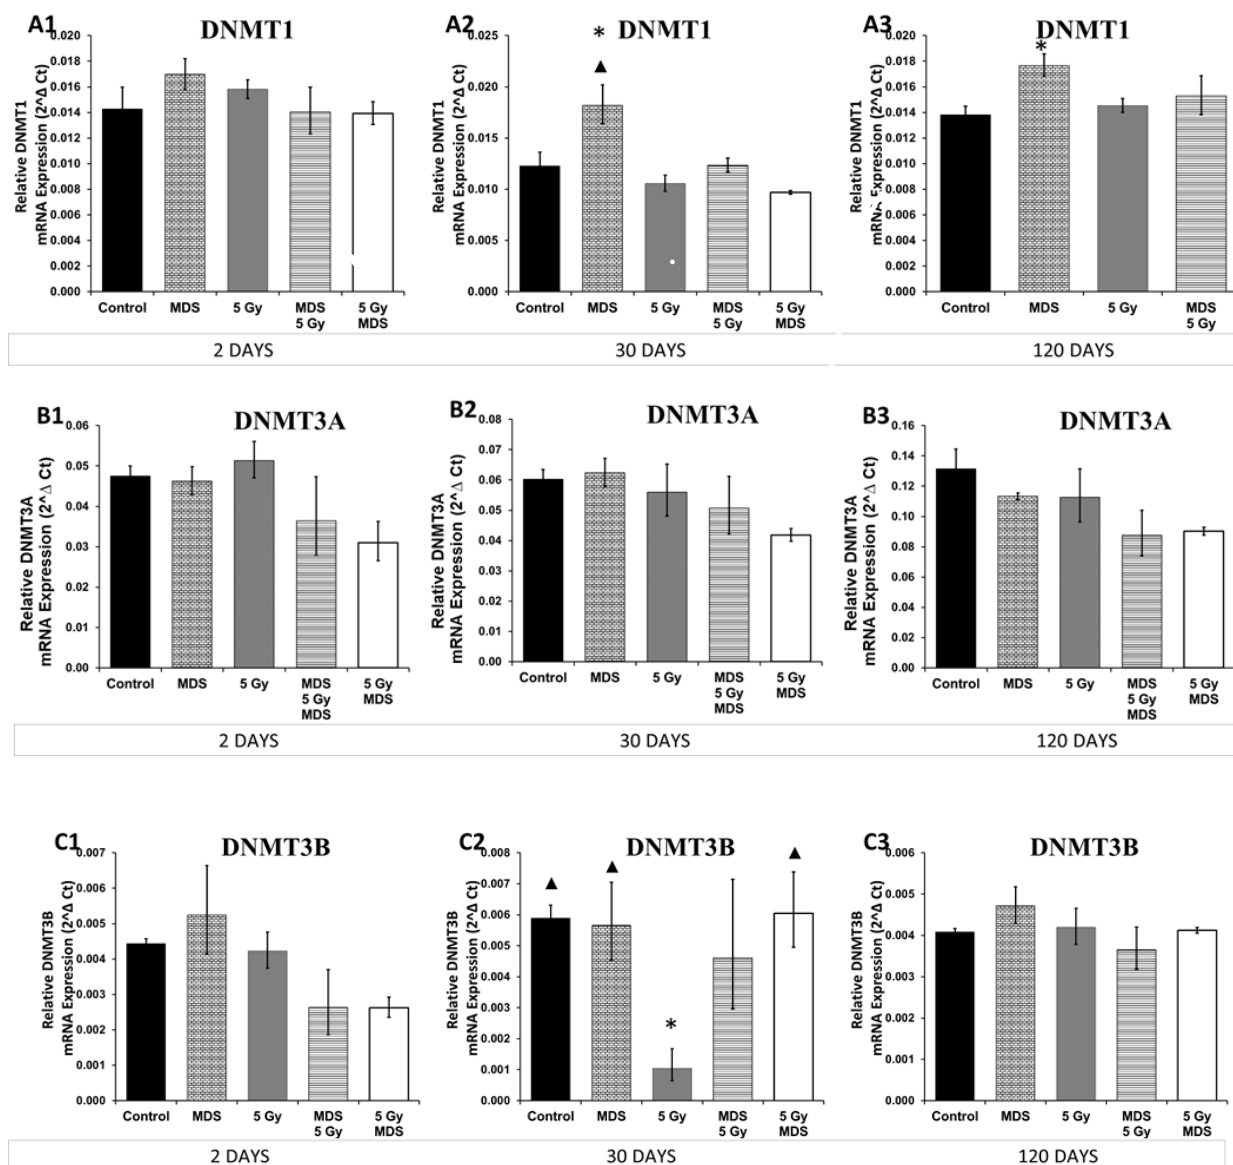 A1
DNMT1
Relative DNMT1
mRNA Expression (2^Δ Ct)
0.020
0.018
0.016
0.014
0.012
0.010
0.008
0.006
0.004
0.002
0.000
Control
MDS
5 Gy
MDS
5 Gy
5 Gy
MDS
2 DAYS
A2
* DNMT1
Relative DNMT1
mRNA Expression (2^Δ Ct)
0.025
0.020
0.015
0.010
0.005
0.000
▲
Control
MDS
5 Gy
MDS
5 Gy
5 Gy
MDS
30 DAYS
A3
DNMT1
*
Relative DNMT1
mRNA Expression (2^Δ Ct)
0.020
0.018
0.016
0.014
0.012
0.010
0.008
0.006
0.004
0.002
0.000
Control
MDS
5 Gy
MDS
5 Gy
120 DAYS
B1
DNMT3A
Relative DNMT3A
mRNA Expression (2^Δ Ct)
0.06
0.05
0.04
0.03
0.02
0.01
0.00
Control
MDS
5 Gy
MDS
5 Gy
MDS
5 Gy
MDS
2 DAYS
B2
DNMT3A
Relative DNMT3A
mRNA Expression (2^Δ Ct)
0.08
0.07
0.06
0.05
0.04
0.03
0.02
0.01
0.00
Control
MDS
5 Gy
MDS
5 Gy
MDS
5 Gy
MDS
30 DAYS
B3
DNMT3A
Relative DNMT3A
mRNA Expression (2^Δ Ct)
0.16
0.14
0.12
0.10
0.08
0.06
0.04
0.02
0.00
Control
MDS
5 Gy
MDS
5 Gy
MDS
5 Gy
MDS
120 DAYS
C1
DNMT3B
Relative DNMT3B
mRNA Expression (2^Δ Ct)
0.007
0.006
0.005
0.004
0.003
0.002
0.001
0.000
Control
MDS
5 Gy
MDS
5 Gy
5 Gy
MDS
2 DAYS
C2
DNMT3B
Relative DNMT3B
mRNA Expression (2^Δ Ct)
0.008
0.007
0.006
0.005
0.004
0.003
0.002
0.001
0.000
▲
▲
*
▲
Control
MDS
5 Gy
MDS
5 Gy
5 Gy
MDS
30 DAYS
C3
DNMT3B
Relative DNMT3B
mRNA Expression (2^Δ Ct)
0.006
0.005
0.004
0.003
0.002
0.001
0.000
Control
MDS
5 Gy
MDS
5 Gy
5 Gy
MDS
120 DAYS